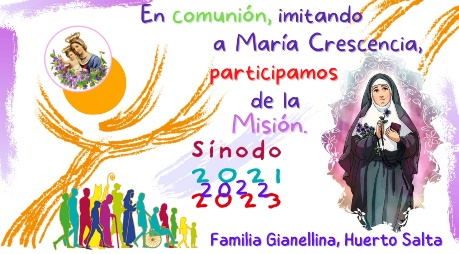 En comunión, imitando
a María Crescencia,
participamos
de la
Misión.
Sínodo
2021
2022
2023
Familia Gianellina, Huerto Salta